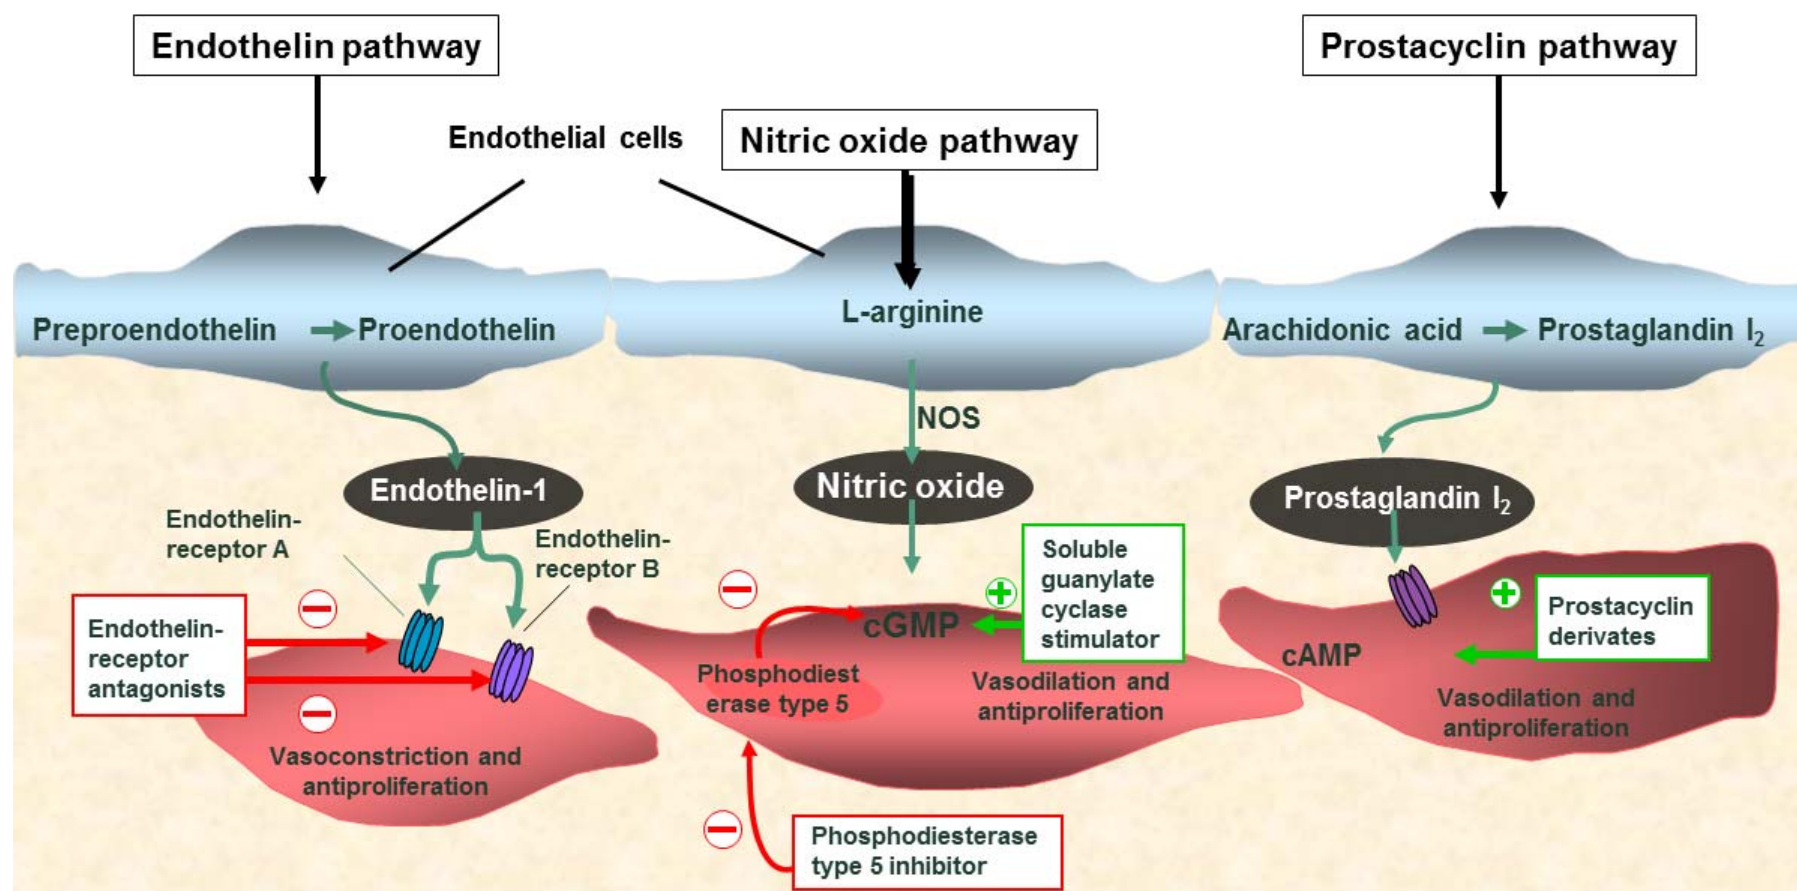 Endothelin pathway
Prostacyclin pathway
Endothelial cells
Nitric oxide pathway
Preproendothelin
Proendothelin
L-arginine
Arachidonic acid
Prostaglandin I₂
NOS
Endothelin-1
Nitric oxide
Prostaglandin I₂
Endothelin-
receptor A
Endothelin-
receptor B
Endothelin-
receptor
antagonists
Vasoconstriction and
antiproliferation
cGMP
Soluble
guanylate
cyclase
stimulator
Phosphodiest
erase type 5
Vasodilation and
antiproliferation
Phosphodiesterase
type 5 inhibitor
cAMP
Prostacyclin
derivates
Vasodilation and
antiproliferation